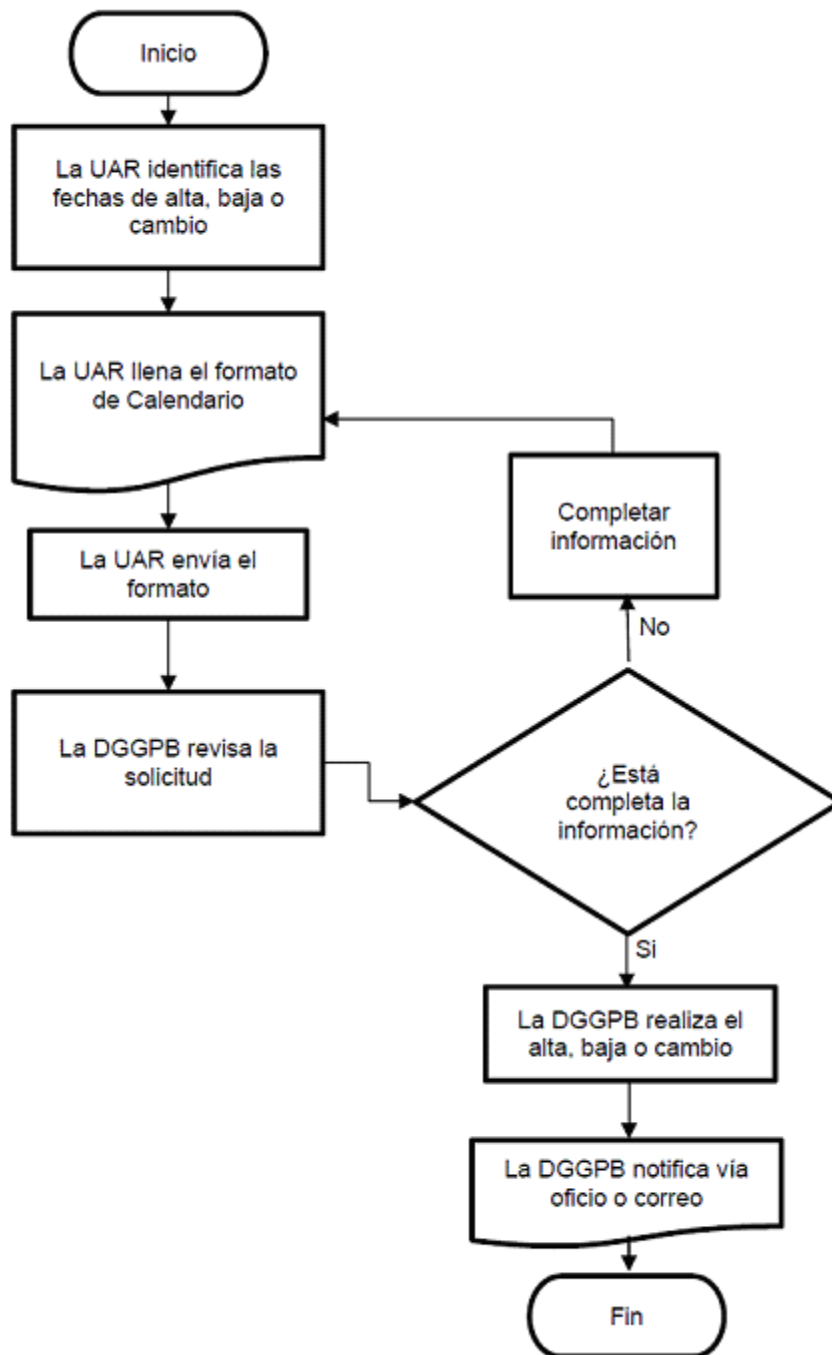 Inicio
La UAR identifica las
fechas de alta, baja o
cambio
La UAR llena el formato
de Calendario
La UAR envía el
formato
La DGGPB revisa la
solicitud
Completar
información
No
¿Está
completa la
información?
Si
La DGGPB realiza el
alta, baja o cambio
La DGGPB notifica vía
oficio o correo
Fin